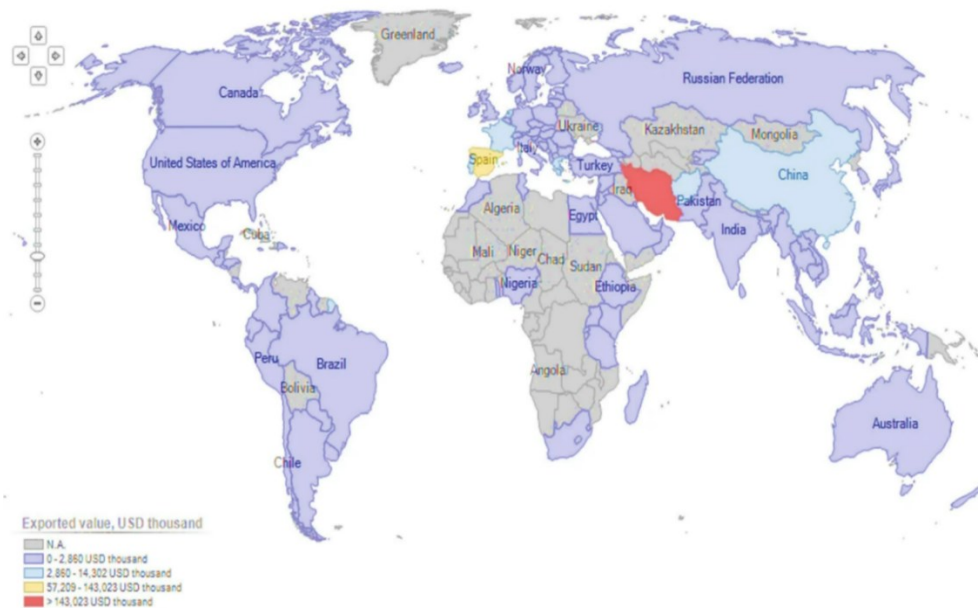 Greenland
Norway
Russian Federation
Canada
Ukraine
Kazakhstan
Mongolia
Italy
Spain
Turkey
China
United States of America
Iraq
Pakistan
Algeria
Mexico
Egypt
India
Cuba
Mali
Niger
Chad
Sudan
Nigeria
Ethiopia
Peru
Brazil
Angola
Bolivia
Australia
Chile
Exported value, USD thousand
N.A.
0 - 2,860 USD thousand
2,860 - 14,302 USD thousand
57,209 - 143,023 USD thousand
> 143,023 USD thousand